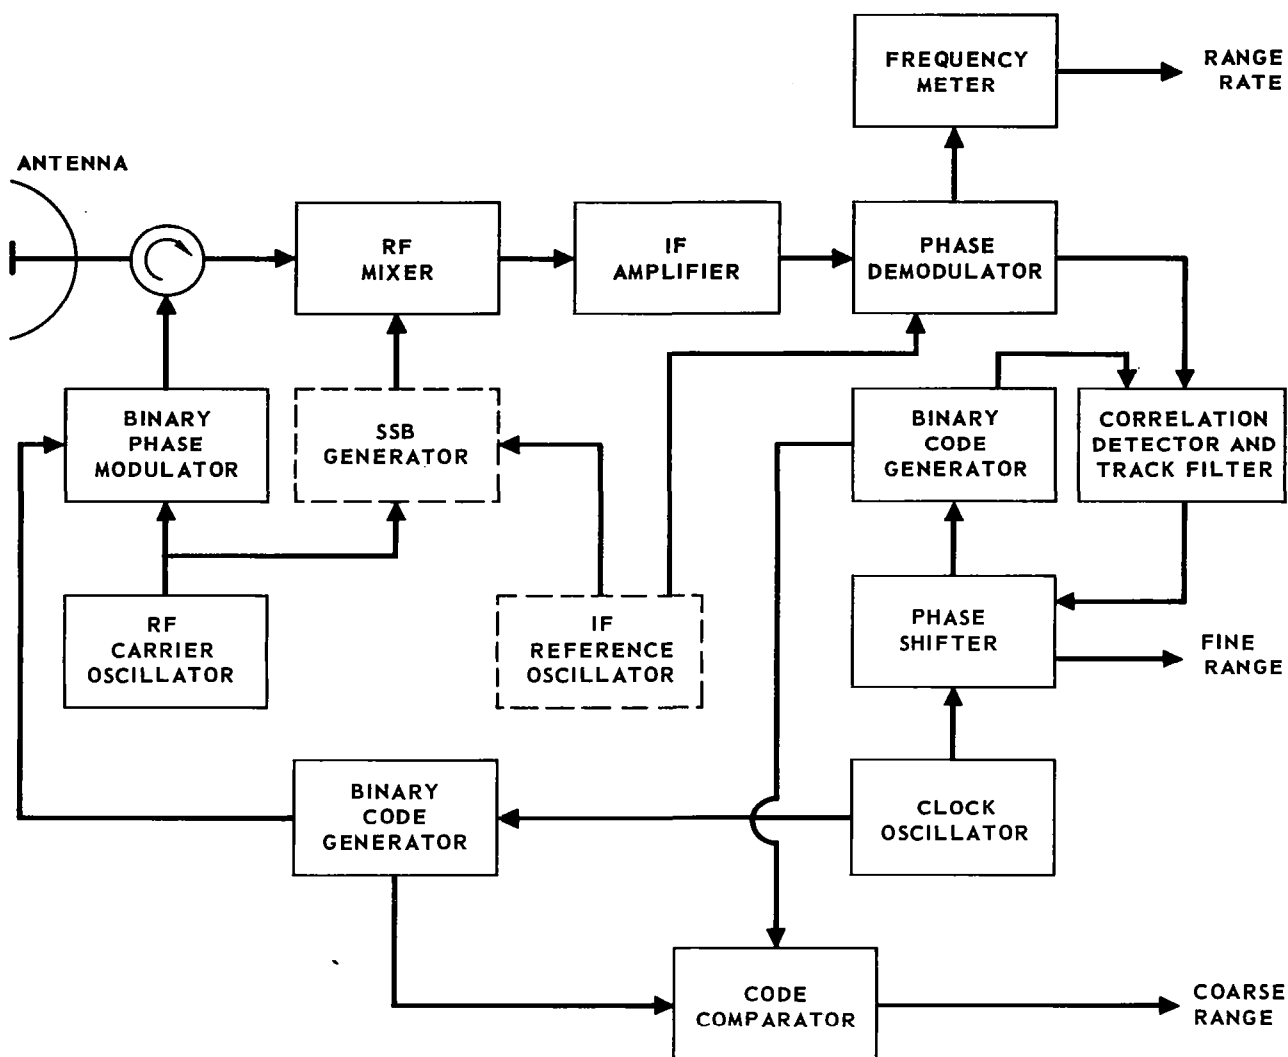 FREQUENCY
METER
RANGE
RATE
ANTENNA
RF
MIXER
IF
AMPLIFIER
PHASE
DEMODULATOR
BINARY
PHASE
MODULATOR
SSB
GENERATOR
BINARY
CODE
GENERATOR
CORRELATION
DETECTOR AND
TRACK FILTER
RF
CARRIER
OSCILLATOR
IF
REFERENCE
OSCILLATOR
PHASE
SHIFTER
FINE
RANGE
BINARY
CODE
GENERATOR
CLOCK
OSCILLATOR
CODE
COMPARATOR
COARSE
RANGE